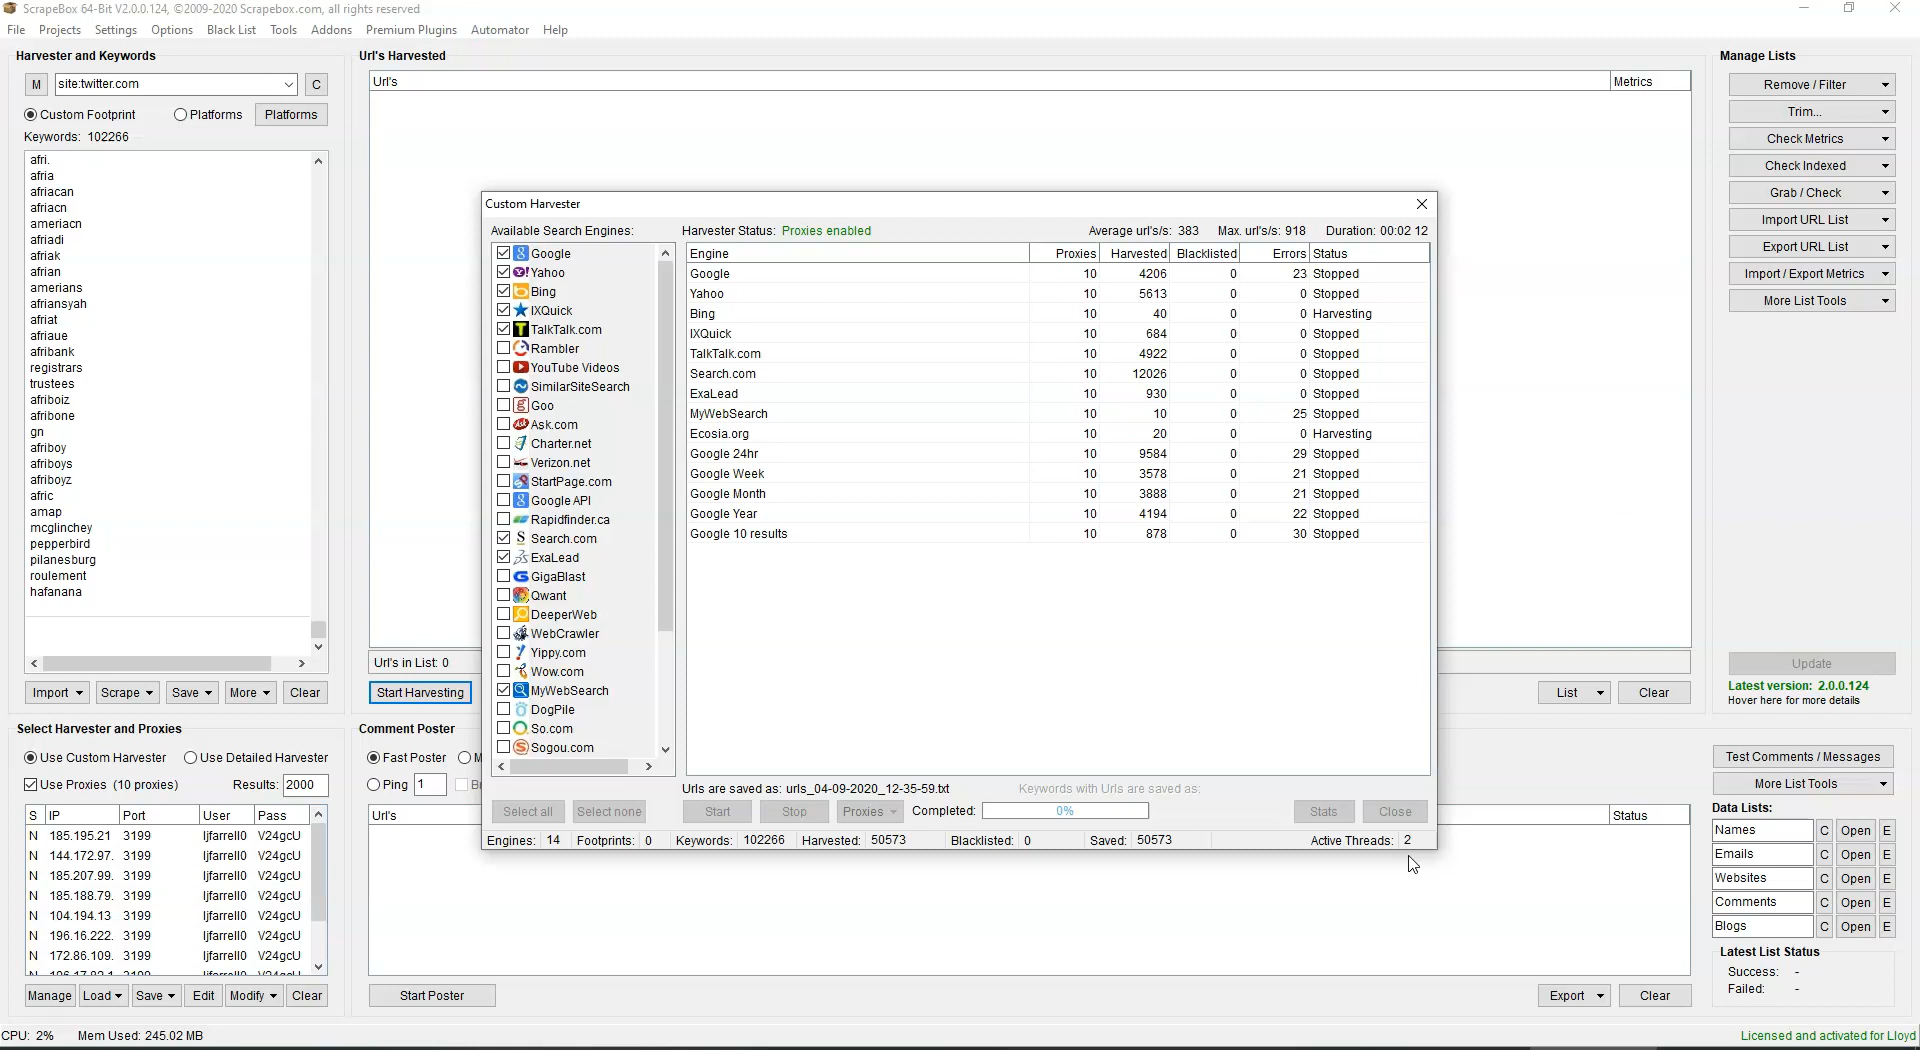 ScrapeBox 64-Bit V2.0.0.124, ©2009-2020 Scrapebox.com, all rights reserved
File Projects Settings Options Black List Tools Addons Premium Plugins Automator Help
Harvester and Keywords
M site:twitter.com C
Custom Footprint Platforms Platforms
Keywords: 102266
afri.
afria
afriacan
afriacn
ameriacn
afriadi
afriak
afrian
amerians
afriansyah
afriat
afriaue
afribank
registrars
trustees
afriboiz
afribone
gn
afriboy
afriboys
afriboyz
afric
amap
mcglinchey
pepperbird
pilanesburg
roulement
hafanana
Import Scrape Save More Clear
Url's Harvested
Url's Metrics
Url's in List: 0
Start Harvesting
List Clear
Custom Harvester
Available Search Engines:
Google
Yahoo
Bing
IXQuick
TalkTalk.com
Rambler
YouTube Videos
SimilarSiteSearch
Goo
Ask.com
Charter.net
Verizon.net
StartPage.com
Google API
Rapidfinder.ca
Search.com
ExaLead
GigaBlast
Qwant
DeeperWeb
WebCrawler
Yippy.com
Wow.com
MyWebSearch
DogPile
So.com
Sogou.com
Select all Select none
Harvester Status: Proxies enabled Average url's/s: 383 Max. url's/s: 918 Duration: 00:02 12
Engine Proxies Harvested Blacklisted Errors Status
Google 10 4206 0 23 Stopped
Yahoo 10 5613 0 0 Stopped
Bing 10 40 0 0 Harvesting
IXQuick 10 684 0 0 Stopped
TalkTalk.com 10 4922 0 0 Stopped
Search.com 10 12026 0 0 Stopped
ExaLead 10 930 0 0 Stopped
MyWebSearch 10 10 0 25 Stopped
Ecosia.org 10 20 0 0 Harvesting
Google 24hr 10 9584 0 29 Stopped
Google Week 10 3578 0 21 Stopped
Google Month 10 3888 0 21 Stopped
Google Year 10 4194 0 22 Stopped
Google 10 results 10 878 0 30 Stopped
Urls are saved as: urls_04-09-2020_12-35-59.txt Keywords with Urls are saved as:
Start Stop Proxies Completed: 0% Stats Close
Engines: 14 Footprints: 0 Keywords: 102266 Harvested: 50573 Blacklisted: 0 Saved: 50573 Active Threads: 2
Manage Lists
Remove / Filter
Trim...
Check Metrics
Check Indexed
Grab / Check
Import URL List
Export URL List
Import / Export Metrics
More List Tools
Update
Latest version: 2.0.0.124
Hover here for more details
Select Harvester and Proxies
Use Custom Harvester Use Detailed Harvester
Use Proxies (10 proxies) Results: 2000
S IP Port User Pass
N 185.195.21 3199 ljfarrell0 V24gcU
N 144.172.97. 3199 ljfarrell0 V24gcU
N 185.207.99. 3199 ljfarrell0 V24gcU
N 185.188.79. 3199 ljfarrell0 V24gcU
N 104.194.13 3199 ljfarrell0 V24gcU
N 196.16.222. 3199 ljfarrell0 V24gcU
N 172.86.109. 3199 ljfarrell0 V24gcU
Manage Load Save Edit Modify Clear
Comment Poster
Fast Poster
Ping 1
Url's Status
Start Poster
Export Clear
Test Comments / Messages
More List Tools
Data Lists:
Names C Open E
Emails C Open E
Websites C Open E
Comments C Open E
Blogs C Open E
Latest List Status
Success: -
Failed: -
CPU: 2% Mem Used: 245.02 MB
Licensed and activated for Lloyd